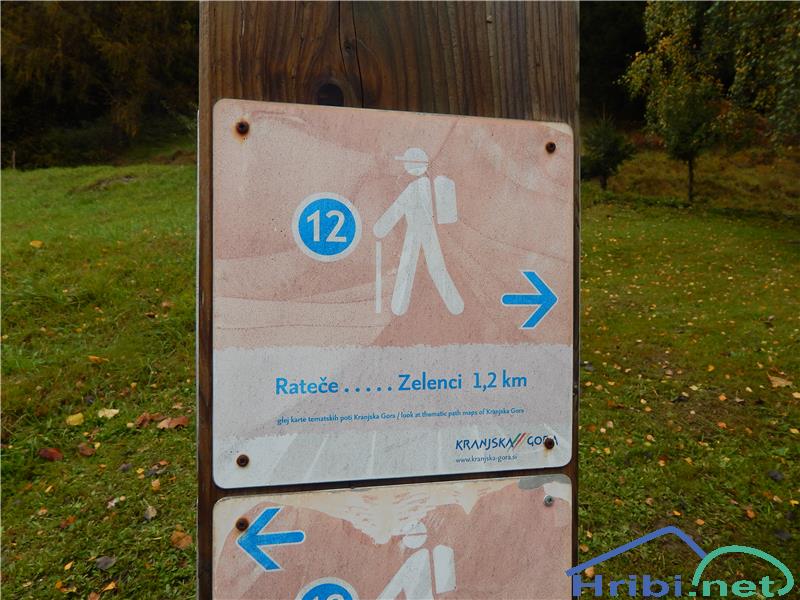 12
Rateče . . . . . Zelenci 1,2 km
glej karte tematskih poti Kranjska Gora / look at thematic path maps of Kranjska Gora
KRANJSKA GORA
www.kranjska-gora.si
Hribi.net